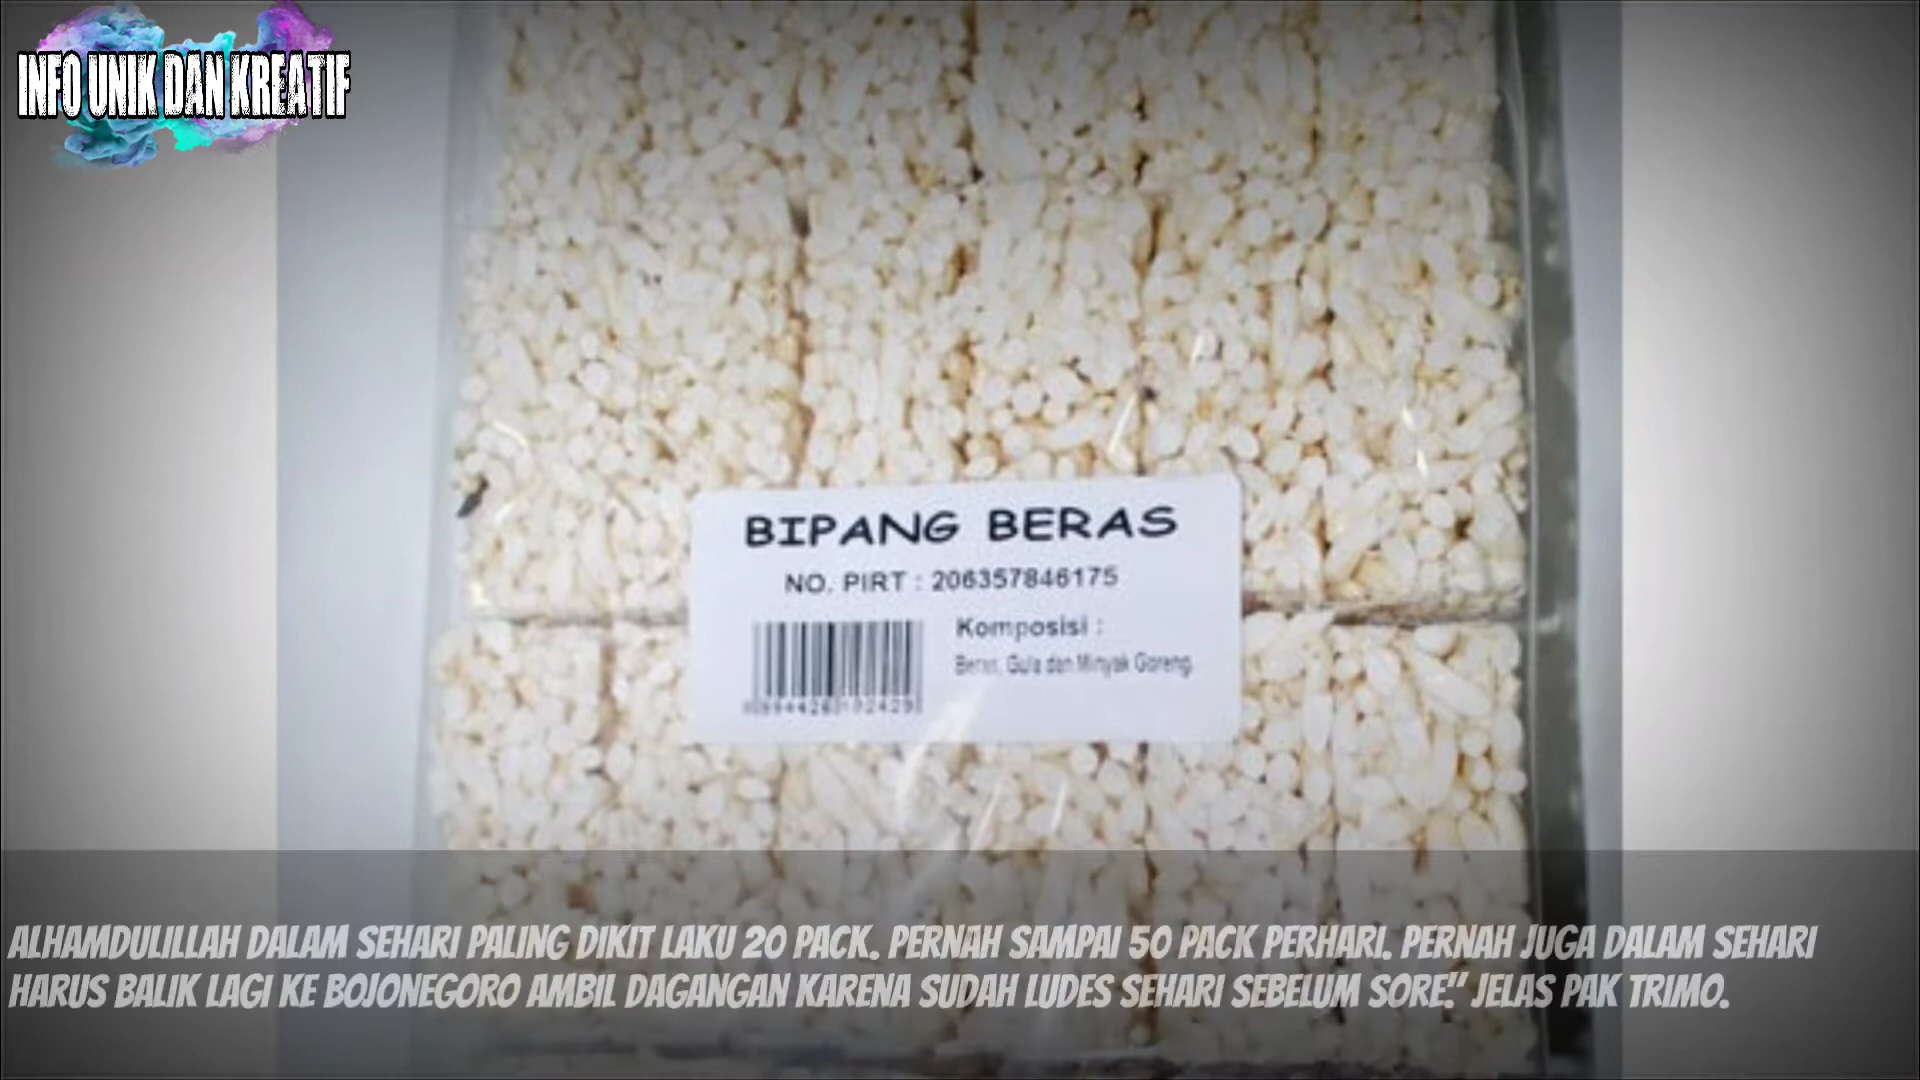 INFO UNIK DAN KREATIF
BIPANG BERAS
NO. PIRT : 206357846175
Komposisi :
Beras, Gula dan Minyak Goreng.
ALHAMDULILLAH DALAM SEHARI PALING DIKIT LAKU 20 PACK. PERNAH SAMPAI 50 PACK PERHARI. PERNAH JUGA DALAM SEHARI
HARUS BALIK LAGI KE BOJONEGORO AMBIL DAGANGAN KARENA SUDAH LUDES SEHARI SEBELUM SORE." JELAS PAK TRIMO.